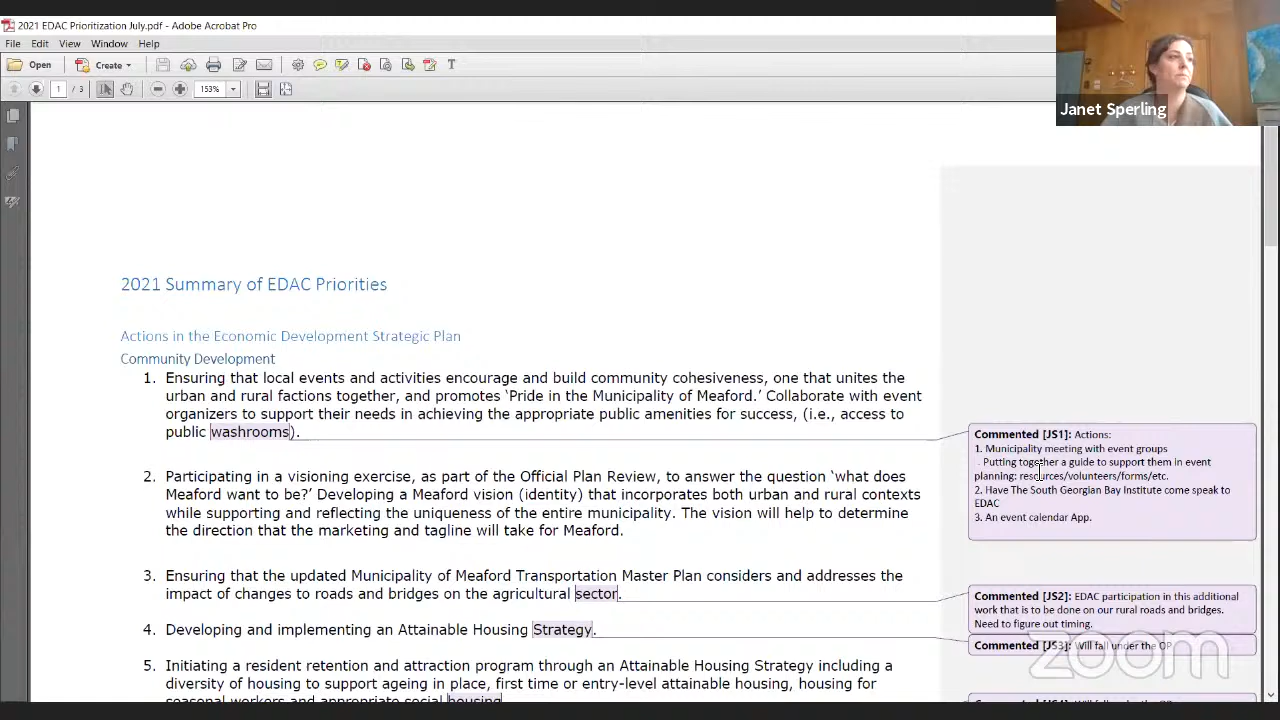 2021 EDAC Prioritization July.pdf - Adobe Acrobat Pro
File Edit View Window Help
Open Create
1 / 3 153%
Janet Sperling
2021 Summary of EDAC Priorities
Actions in the Economic Development Strategic Plan
Community Development
1. Ensuring that local events and activities encourage and build community cohesiveness, one that unites the
urban and rural factions together, and promotes ‘Pride in the Municipality of Meaford.’ Collaborate with event
organizers to support their needs in achieving the appropriate public amenities for success, (i.e., access to
public washrooms).
2. Participating in a visioning exercise, as part of the Official Plan Review, to answer the question ‘what does
Meaford want to be?’ Developing a Meaford vision (identity) that incorporates both urban and rural contexts
while supporting and reflecting the uniqueness of the entire municipality. The vision will help to determine
the direction that the marketing and tagline will take for Meaford.
3. Ensuring that the updated Municipality of Meaford Transportation Master Plan considers and addresses the
impact of changes to roads and bridges on the agricultural sector.
4. Developing and implementing an Attainable Housing Strategy.
5. Initiating a resident retention and attraction program through an Attainable Housing Strategy including a
diversity of housing to support ageing in place, first time or entry-level attainable housing, housing for
seasonal workers and appropriate social housing
Commented [JS1]: Actions:
1. Municipality meeting with event groups
. Putting together a guide to support them in event
planning: resources/volunteers/forms/etc.
2. Have The South Georgian Bay Institute come speak to
EDAC
3. An event calendar App.
Commented [JS2]: EDAC participation in this additional
work that is to be done on our rural roads and bridges.
Need to figure out timing.
Commented [JS3]: Will fall under the OP
zoom